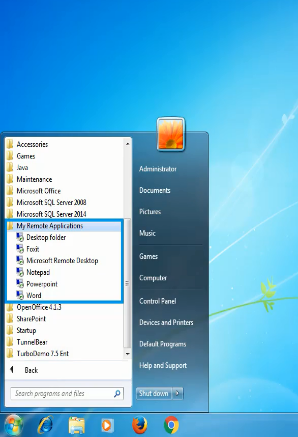 Accessories
Games
Java
Maintenance
Microsoft Office
Microsoft SQL Server 2008
Microsoft SQL Server 2014
My Remote Applications
Desktop folder
Foxit
Microsoft Remote Desktop
Notepad
Powerpoint
Word
OpenOffice 4.1.3
SharePoint
Startup
TunnelBear
TurboDemo 7.5 Ent
Back
Search programs and files
Administrator
Documents
Pictures
Music
Games
Computer
Control Panel
Devices and Printers
Default Programs
Help and Support
Shut down